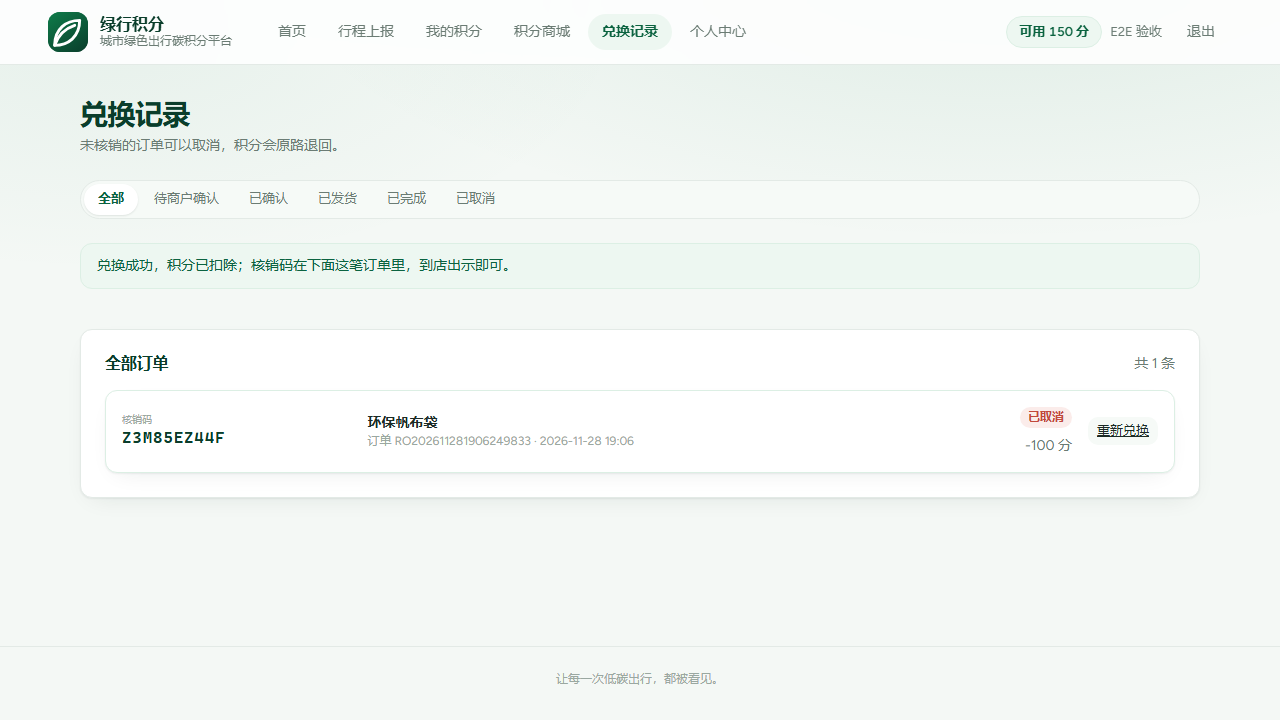 绿行积分
城市绿色出行碳积分平台
首页
行程上报
我的积分
积分商城
兑换记录
个人中心
可用 150 分
E2E 验收
退出
兑换记录
未核销的订单可以取消，积分会原路退回。
全部
待商户确认
已确认
已发货
已完成
已取消
兑换成功，积分已扣除；核销码在下面这笔订单里，到店出示即可。
全部订单
共 1 条
核销码
Z3M85EZ44F
环保帆布袋
订单 RO202611281906249833 · 2026-11-28 19:06
已取消
-100 分
重新兑换
让每一次低碳出行，都被看见。